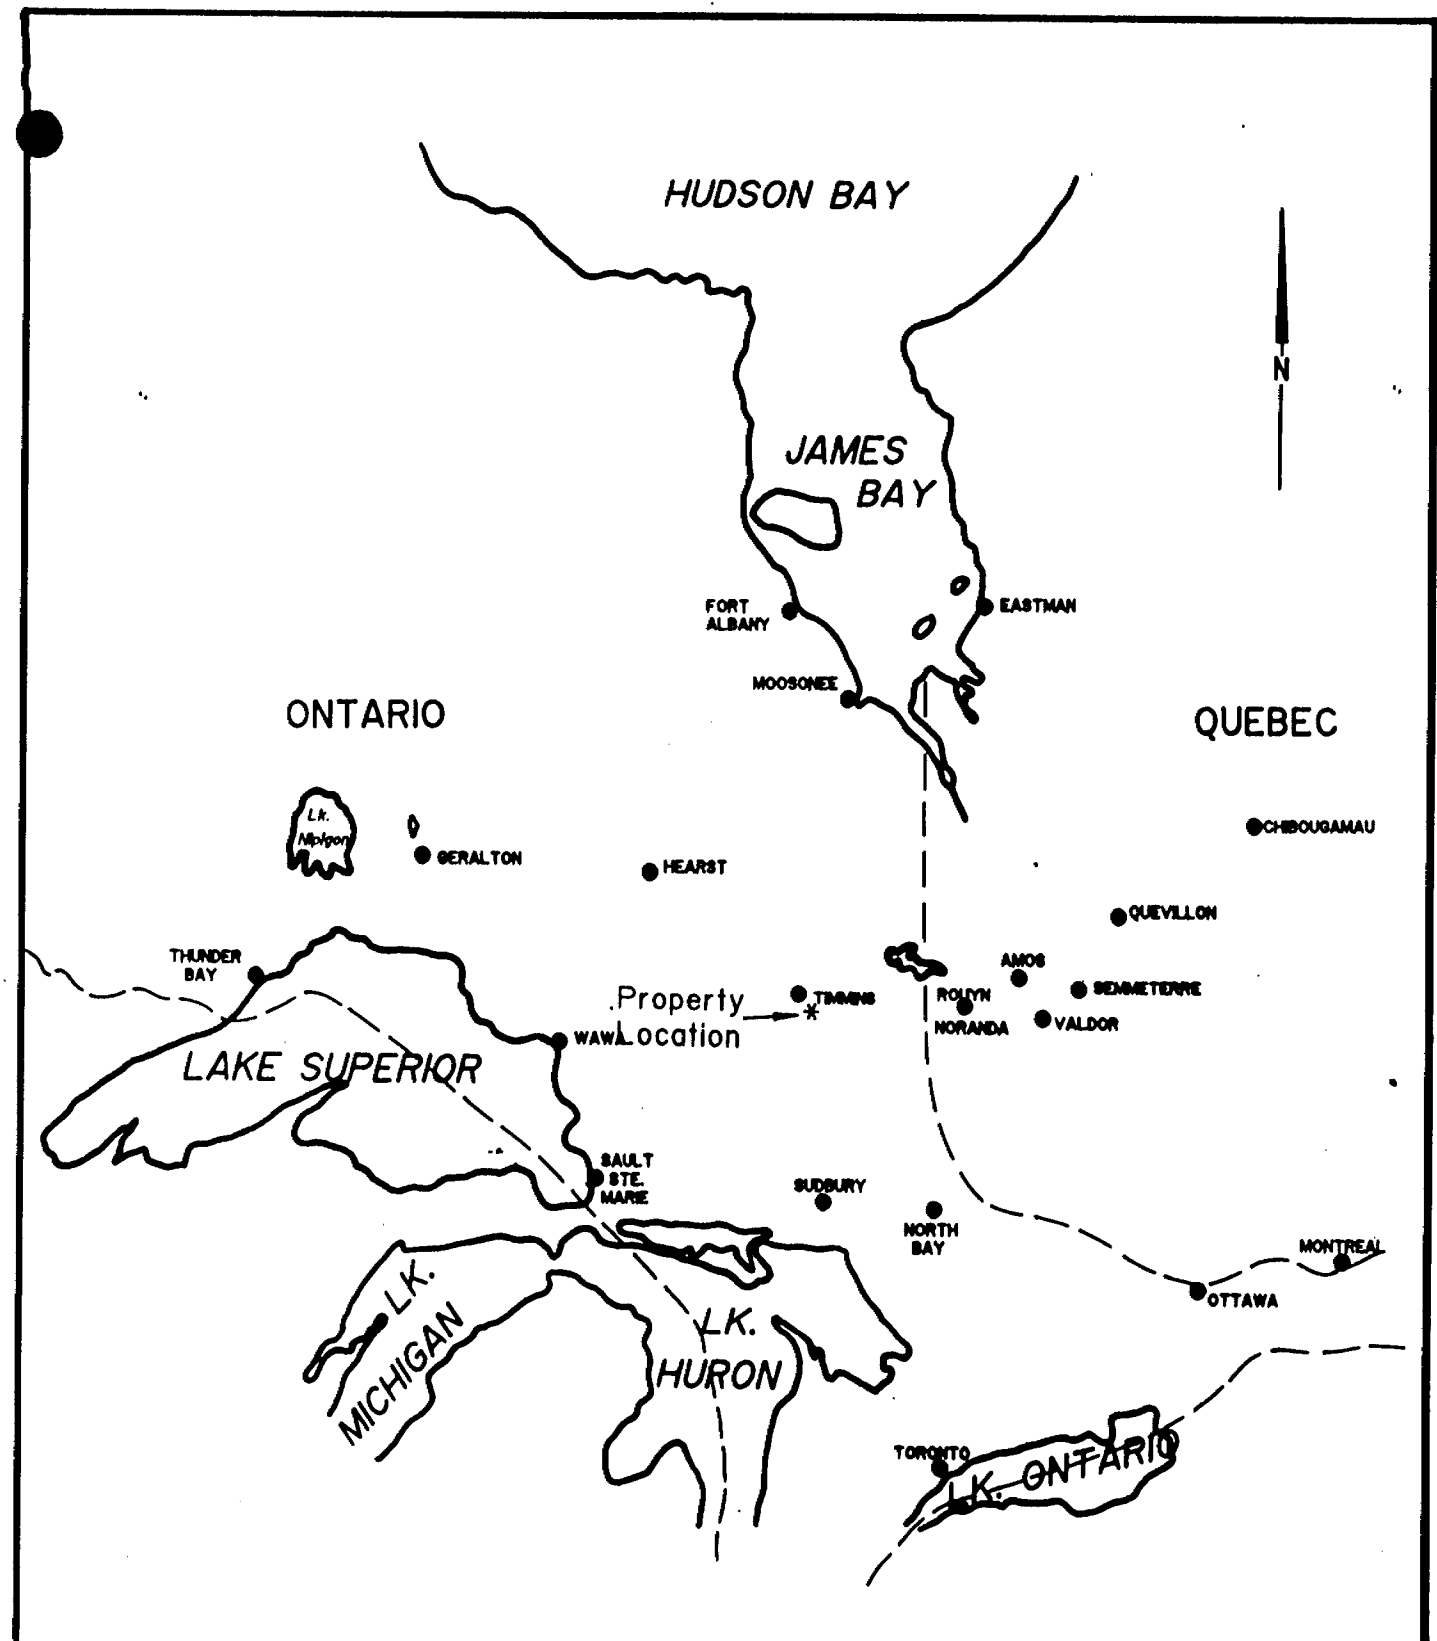 HUDSON BAY
N
JAMES
BAY
FORT
ALBANY
EASTMAN
MOOSONEE
ONTARIO
QUEBEC
Lk.
Nipigon
GERALTON
HEARST
CHIBOUGAMAU
QUEVILLON
THUNDER
BAY
AMOS
SEMMETERRE
TIMMINS
Property
Location
ROUYN
NORANDA
VALDOR
WAWA
LAKE SUPERIOR
SAULT
STE.
MARIE
SUDBURY
NORTH
BAY
MONTREAL
OTTAWA
LK.
MICHIGAN
LK.
HURON
TORONTO
LK. ONTARIO